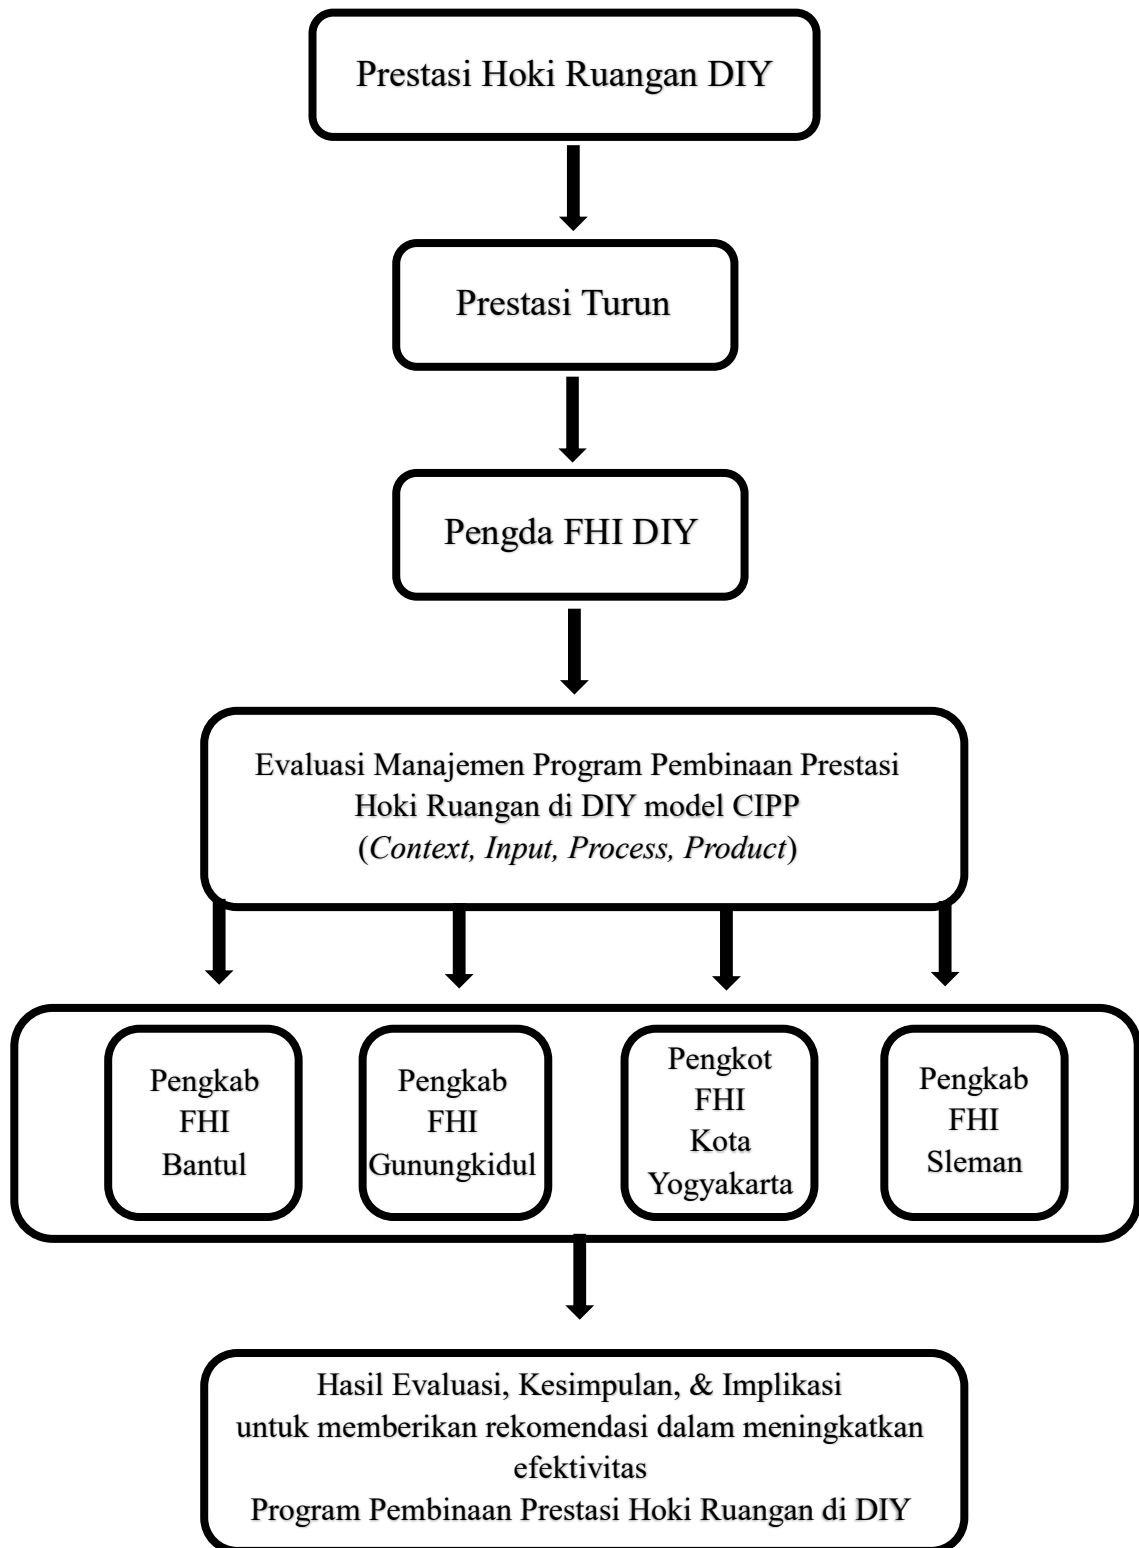 Prestasi Hoki Ruangan DIY
Prestasi Turun
Pengda FHI DIY
Evaluasi Manajemen Program Pembinaan Prestasi
Hoki Ruangan di DIY model CIPP
(Context, Input, Process, Product)
Pengkab
FHI
Bantul
Pengkab
FHI
Gunungkidul
Pengkot
FHI
Kota
Yogyakarta
Pengkab
FHI
Sleman
Hasil Evaluasi, Kesimpulan, & Implikasi
untuk memberikan rekomendasi dalam meningkatkan
efektivitas
Program Pembinaan Prestasi Hoki Ruangan di DIY